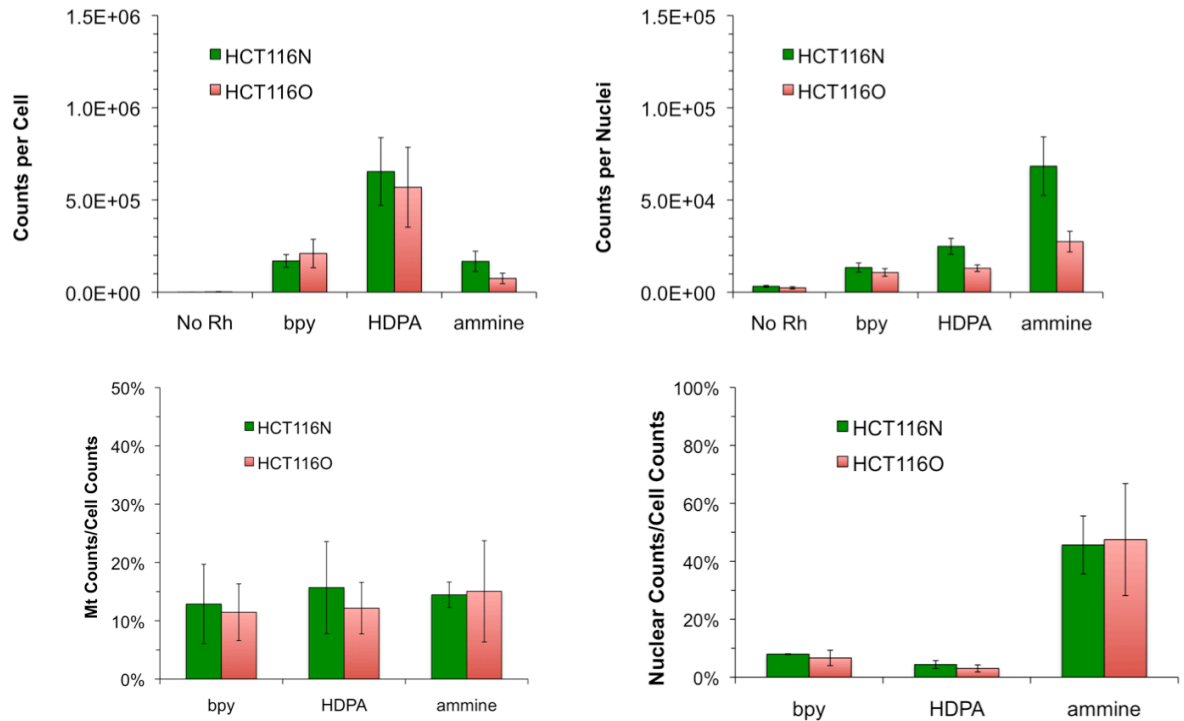 Counts per Cell
1.5E+06
1.0E+06
5.0E+05
0.0E+00
HCT116N
HCT116O
No Rh bpy HDPA ammine
Counts per Nuclei
1.5E+05
1.0E+05
5.0E+04
0.0E+00
HCT116N
HCT116O
No Rh bpy HDPA ammine
Mt Counts/Cell Counts
50%
40%
30%
20%
10%
0%
HCT116N
HCT116O
bpy HDPA ammine
Nuclear Counts/Cell Counts
100%
80%
60%
40%
20%
0%
HCT116N
HCT116O
bpy HDPA ammine